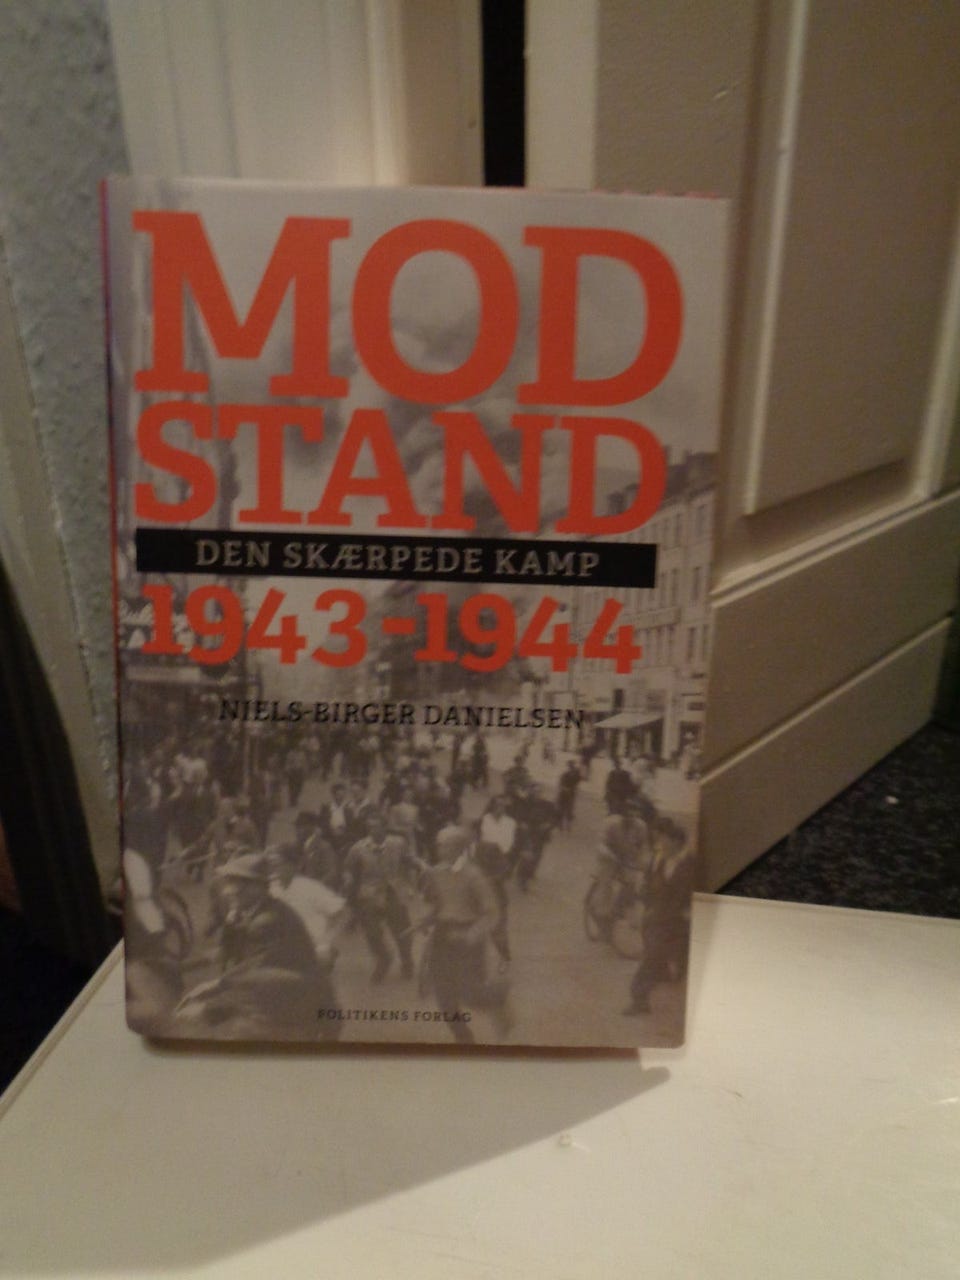 MOD
STAND
DEN SKÆRPEDE KAMP
1943-1944
NIELS-BIRGER DANIELSEN
POLITIKENS FORLAG